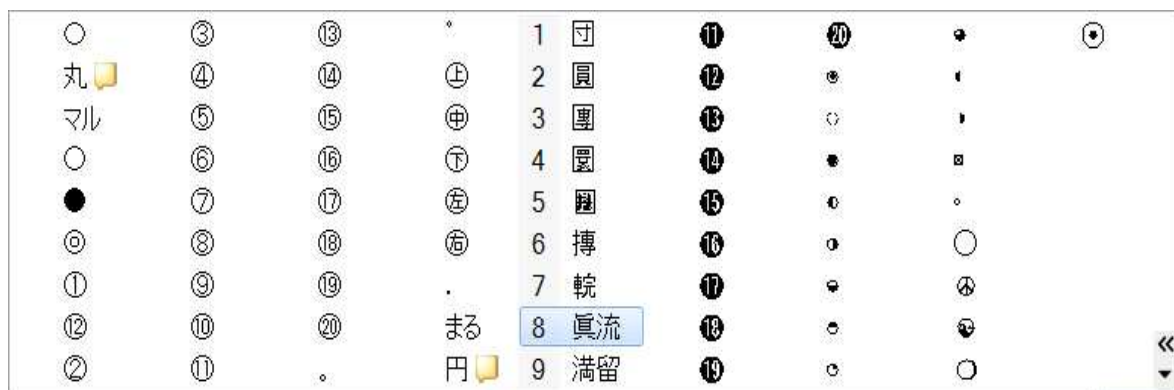 ○ ③ ⑬ ゜ 1 団 ⓫ ⓴ ◕
丸 ④ ⑭ ㊤ 2 圓 ⓬ ◉ ◖
マル ⑤ ⑮ ㊥ 3 團 ⓭ ◌ ◗
○ ⑥ ⑯ ㊦ 4 圜 ⓮ ●
● ⑦ ⑰ ㊧ 5 ⓯ ◐ ◦
◎ ⑧ ⑱ ㊨ 6 摶 ⓰ ◑ ◯
① ⑨ ⑲ ． 7 輐 ⓱ ◒ ☮
⑫ ⑩ ⑳ まる 8 眞流 ⓲ ◓ ☯
② ⑪ 。 円 9 満留 ⓳ ◔ ❍